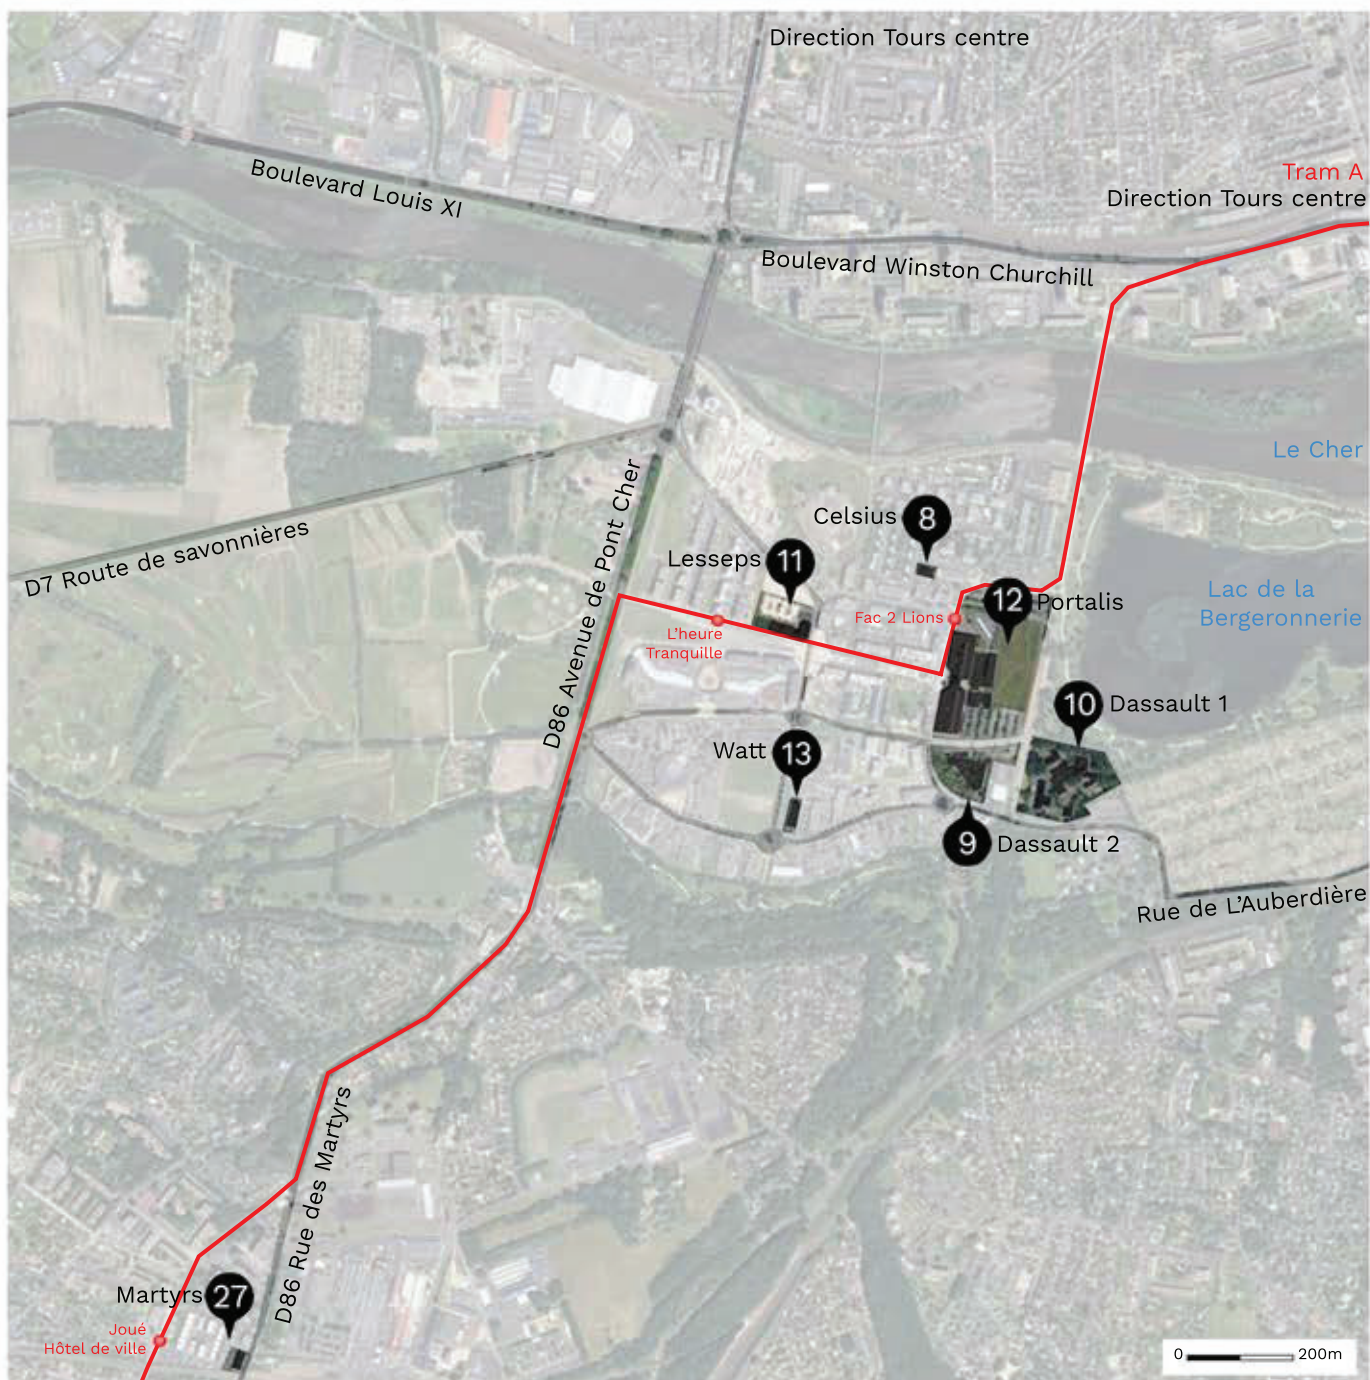 Direction Tours centre
Tram A
Direction Tours centre
Boulevard Louis XI
Boulevard Winston Churchill
Le Cher
D7 Route de savonnières
D86 Avenue de Pont Cher
Celsius 8
Lesseps 11
12 Portalis
Fac 2 Lions
L'heure
Tranquille
Lac de la
Bergeronnerie
10 Dassault 1
Watt 13
9 Dassault 2
Rue de L'Auberdière
D86 Rue des Martyrs
Martyrs 27
Joué
Hôtel de ville
0 200m